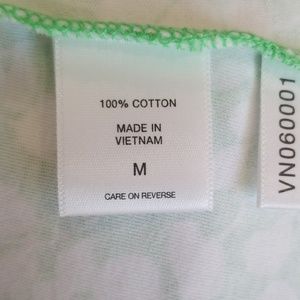 100% COTTON
MADE IN
VIETNAM
M
CARE ON REVERSE
VN060001